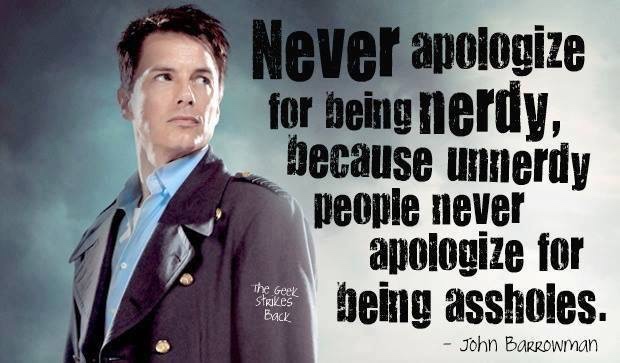 Never apologize
for being nerdy,
because unnerdy
people never
apologize for
being assholes.
- John Barrowman
The Geek
Strikes
Back